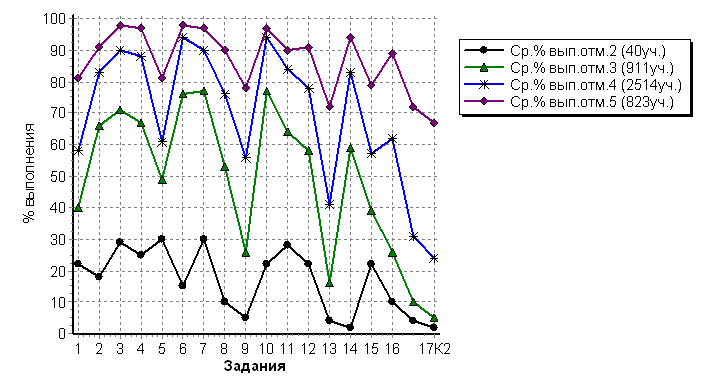 % выполнения
100
90
80
70
60
50
40
30
20
10
0
1 2 3 4 5 6 7 8 9 10 11 12 13 14 15 16 17К2
Задания
Ср.% вып.отм.2 (40уч.)
Ср.% вып.отм.3 (911уч.)
Ср.% вып.отм.4 (2514уч.)
Ср.% вып.отм.5 (823уч.)